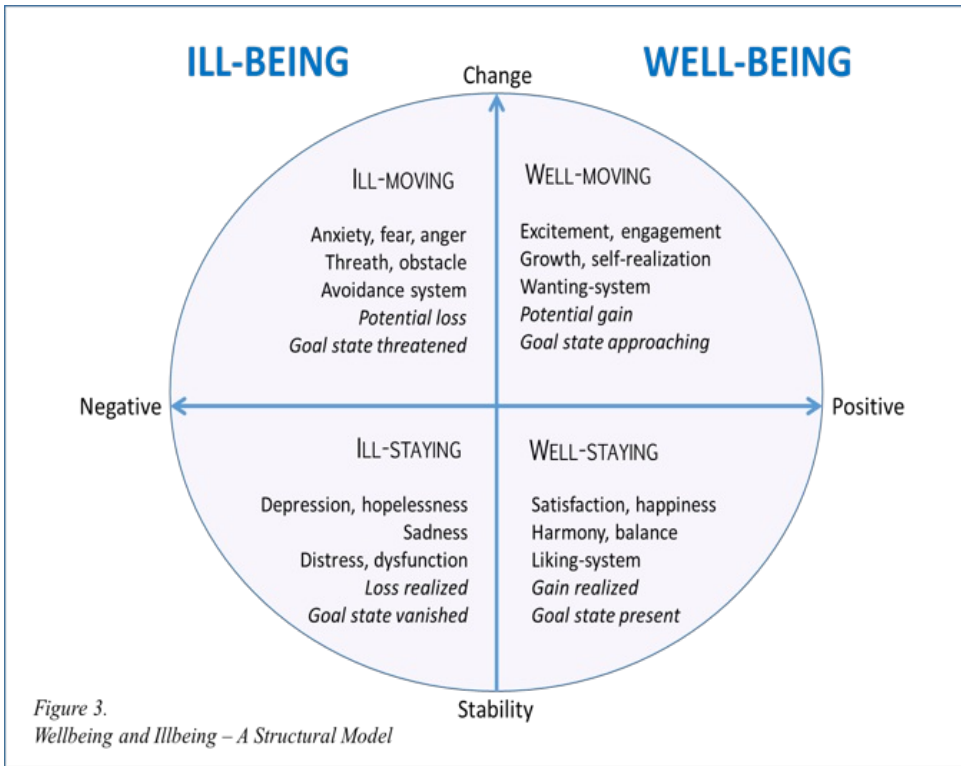 ILL-BEING
WELL-BEING
Change
ILL-MOVING
Anxiety, fear, anger
Threath, obstacle
Avoidance system
Potential loss
Goal state threatened
WELL-MOVING
Excitement, engagement
Growth, self-realization
Wanting-system
Potential gain
Goal state approaching
Negative
Positive
ILL-STAYING
Depression, hopelessness
Sadness
Distress, dysfunction
Loss realized
Goal state vanished
WELL-STAYING
Satisfaction, happiness
Harmony, balance
Liking-system
Gain realized
Goal state present
Stability
Figure 3.
Wellbeing and Illbeing – A Structural Model